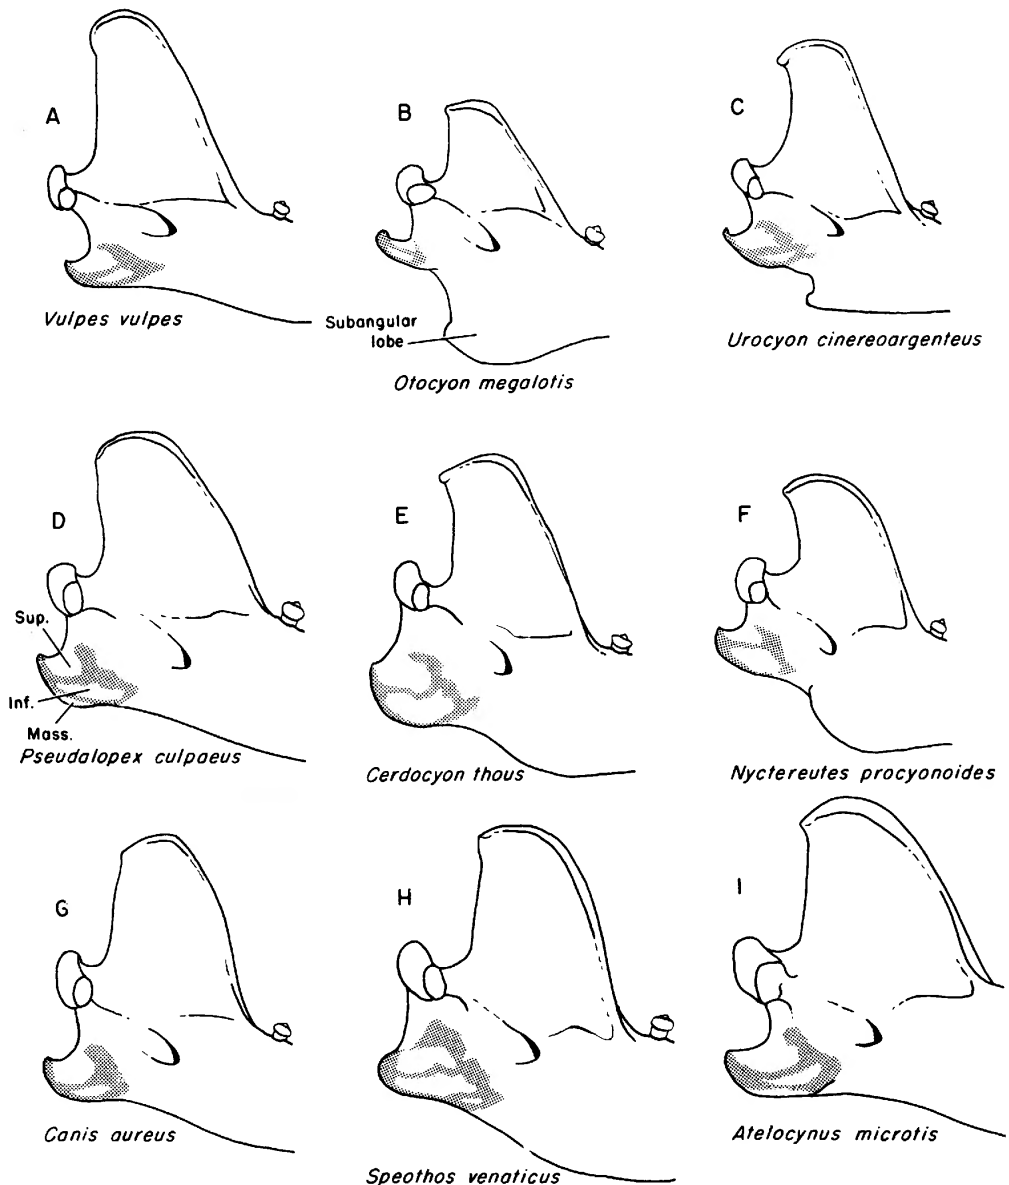 A
B
C
Vulpes vulpes
Subangular
lobe
Otocyon megalotis
Urocyon cinereoargenteus
D
E
F
Sup.
Inf.
Mass.
Pseudalopex culpaeus
Cerdocyon thous
Nyctereutes procyonoides
G
H
I
Canis aureus
Speothos venaticus
Atelocynus microtis